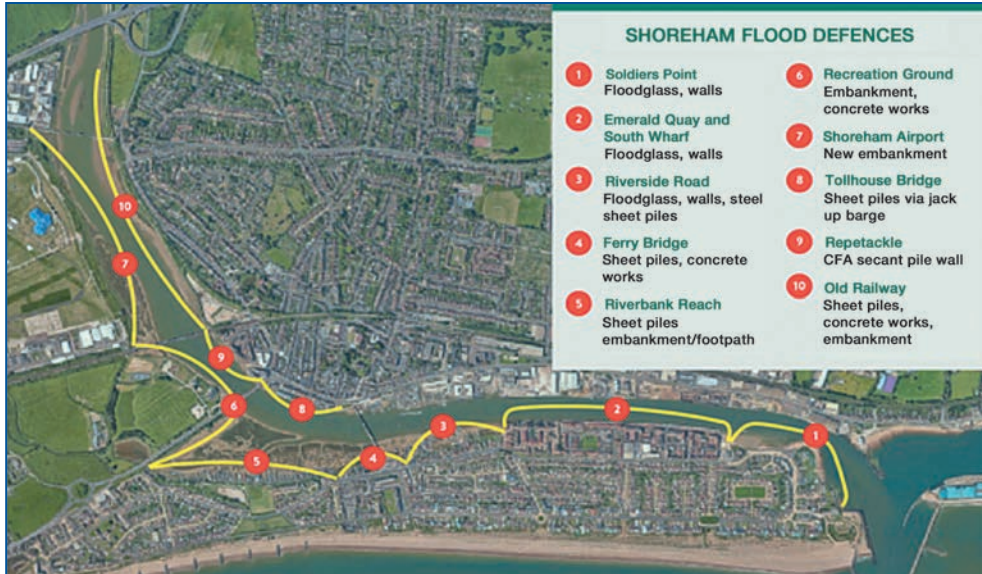 SHOREHAM FLOOD DEFENCES
1 Soldiers Point
Floodglass, walls
2 Emerald Quay and
South Wharf
Floodglass, walls
3 Riverside Road
Floodglass, walls, steel
sheet piles
4 Ferry Bridge
Sheet piles, concrete
works
5 Riverbank Reach
Sheet piles
embankment/footpath
6 Recreation Ground
Embankment,
concrete works
7 Shoreham Airport
New embankment
8 Tollhouse Bridge
Sheet piles via jack
up barge
9 Repetackle
CFA secant pile wall
10 Old Railway
Sheet piles,
concrete works,
embankment
10
7
9
6
8
3
2
1
4
5